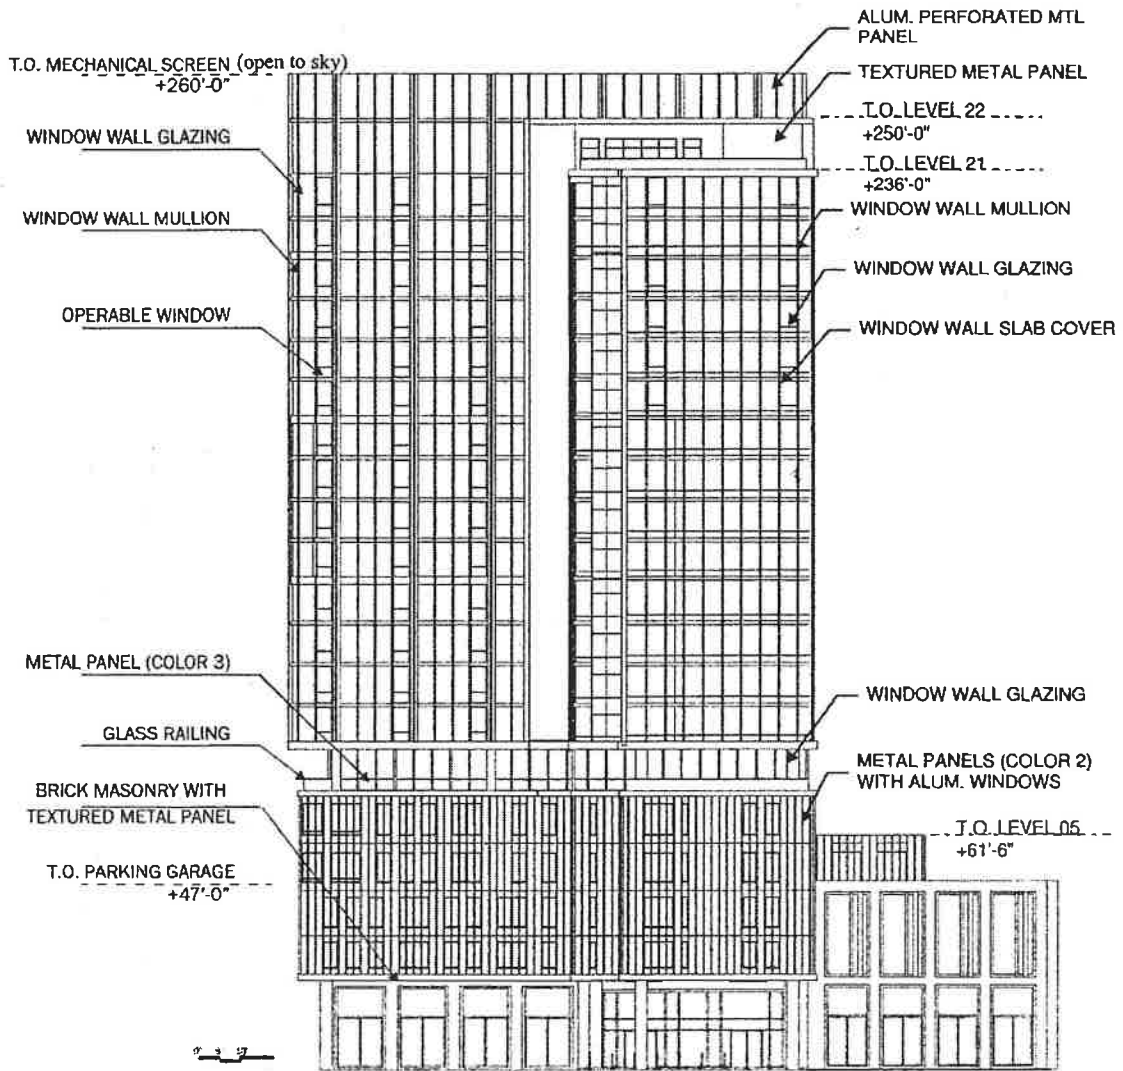 ALUM. PERFORATED MTL
PANEL
T.O. MECHANICAL SCREEN (open to sky)
+260'-0"
TEXTURED METAL PANEL
T.O. LEVEL 22
+250'-0"
WINDOW WALL GLAZING
T.O. LEVEL 21
+236'-0"
WINDOW WALL MULLION
WINDOW WALL MULLION
WINDOW WALL GLAZING
OPERABLE WINDOW
WINDOW WALL SLAB COVER
METAL PANEL (COLOR 3)
WINDOW WALL GLAZING
GLASS RAILING
METAL PANELS (COLOR 2)
WITH ALUM. WINDOWS
BRICK MASONRY WITH
TEXTURED METAL PANEL
T.O. LEVEL 05
+61'-6"
T.O. PARKING GARAGE
+47'-0"